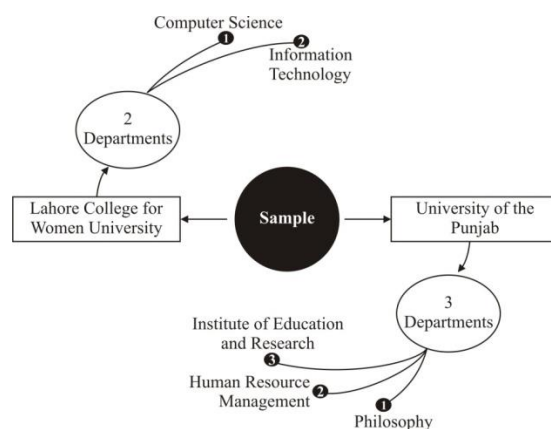 Computer Science
1
2
Information
Technology
2
Departments
Lahore College for
Women University
Sample
University of the
Punjab
3
Departments
Institute of Education
and Research
3
Human Resource
Management
2
1
Philosophy